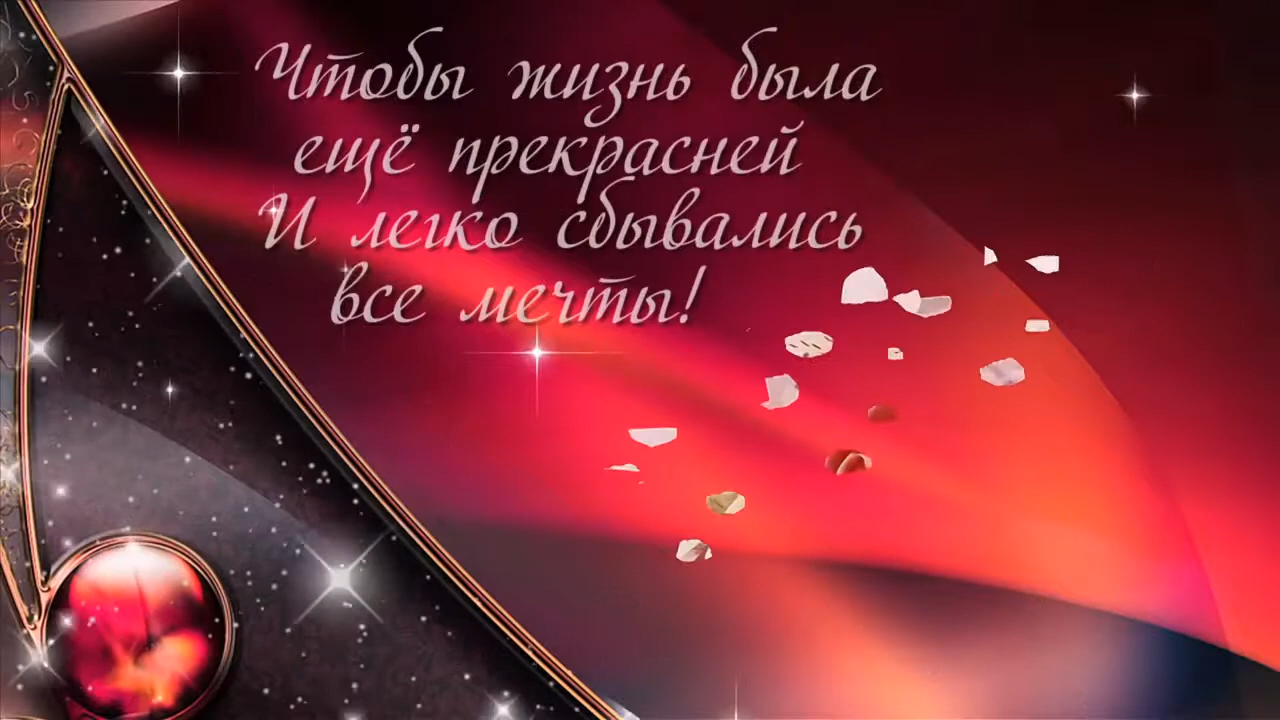 Чтобы жизнь была
ещё прекрасней
И легко сбывались
все мечты!